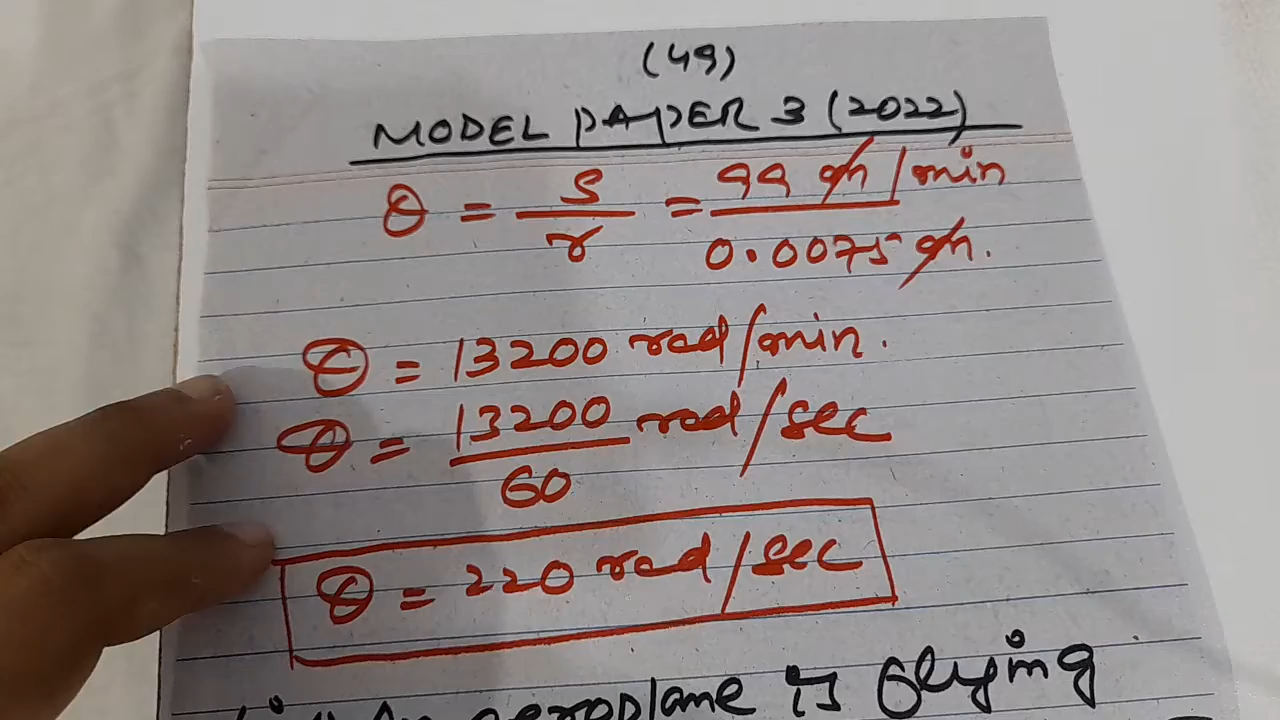 (49)
MODEL PAPER 3 (2022)
θ = S/r = 99 m/min / 0.0075 m.
θ = 13200 rad/min.
θ = 13200/60 rad/sec
θ = 220 rad/sec
An aeroplane is flying